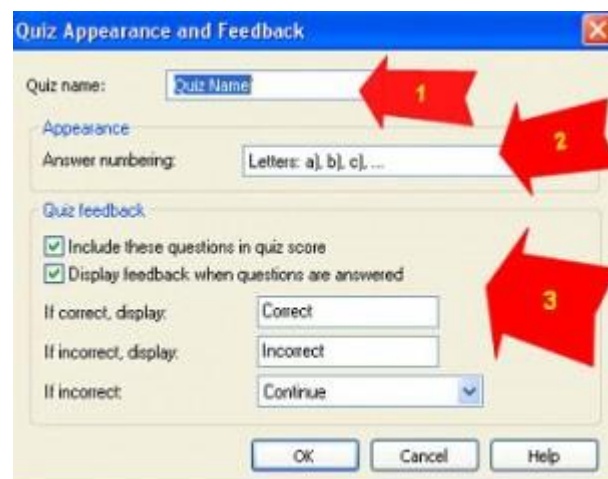 Quiz Appearance and Feedback
Quiz name: Quiz Name 1
Appearance
2
Answer numbering: Letters: a), b), c), ...
Quiz feedback
Include these questions in quiz score
Display feedback when questions are answered
If correct, display: Correct 3
If incorrect, display: Incorrect
If incorrect: Continue
OK Cancel Help